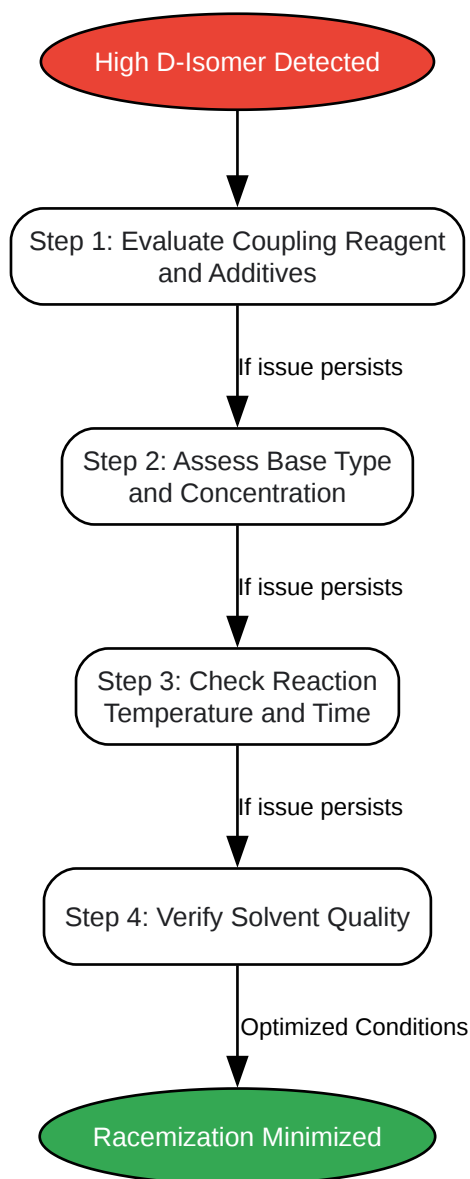 High D-Isomer Detected
Step 1: Evaluate Coupling Reagent
and Additives
If issue persists
Step 2: Assess Base Type
and Concentration
If issue persists
Step 3: Check Reaction
Temperature and Time
If issue persists
Step 4: Verify Solvent Quality
Optimized Conditions
Racemization Minimized